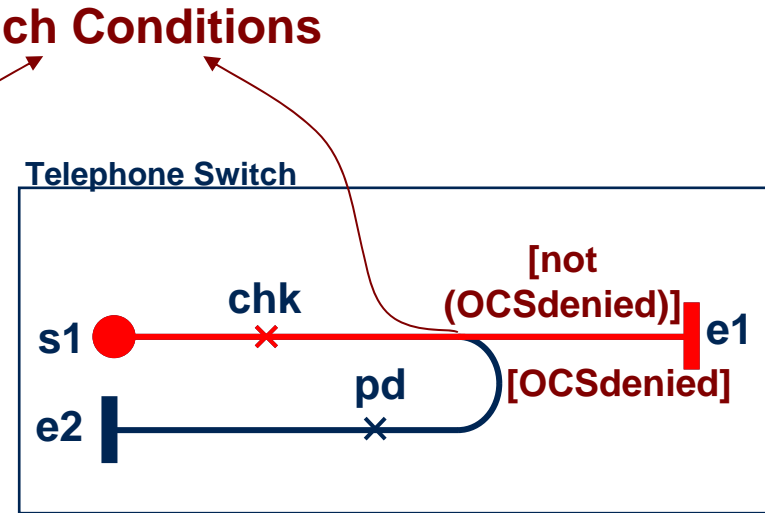 ch Conditions
Telephone Switch
[not
(OCSdenied)]
chk
s1
e1
pd
[OCSdenied]
e2